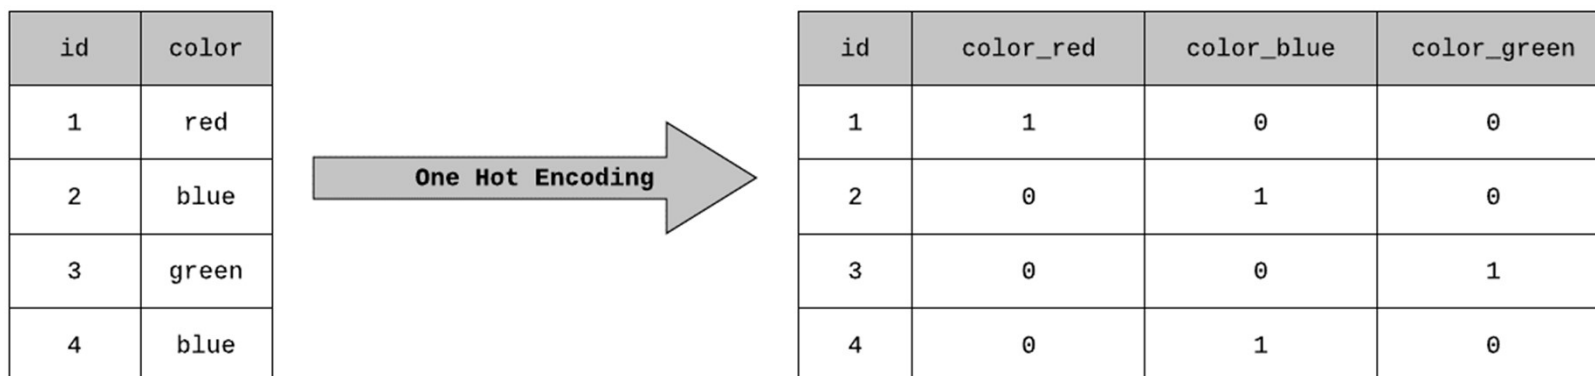 id color
1 red
2 blue
3 green
4 blue
One Hot Encoding
id color_red color_blue color_green
1 1 0 0
2 0 1 0
3 0 0 1
4 0 1 0